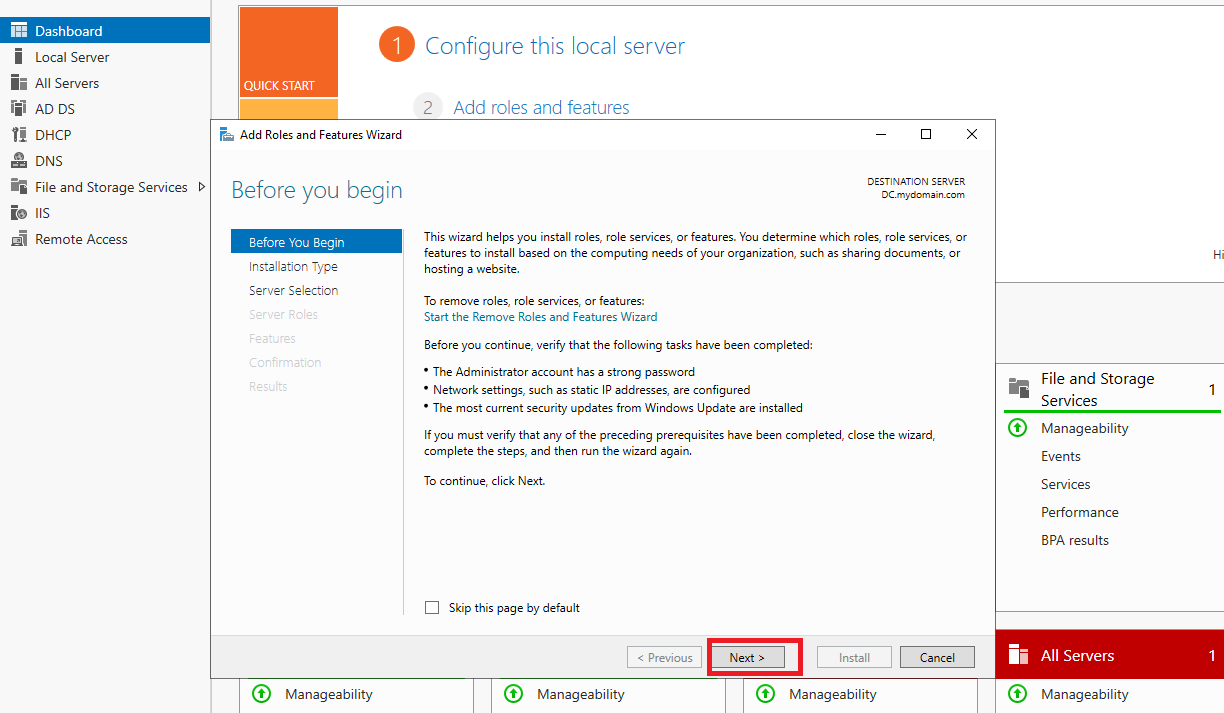 Dashboard
Local Server
All Servers
AD DS
DHCP
DNS
File and Storage Services
IIS
Remote Access
QUICK START
1 Configure this local server
2 Add roles and features
Add Roles and Features Wizard
Before you begin
DESTINATION SERVER
DC.mydomain.com
Before You Begin
Installation Type
Server Selection
Server Roles
Features
Confirmation
Results
This wizard helps you install roles, role services, or features. You determine which roles, role services, or
features to install based on the computing needs of your organization, such as sharing documents, or
hosting a website.
To remove roles, role services, or features:
Start the Remove Roles and Features Wizard
Before you continue, verify that the following tasks have been completed:
• The Administrator account has a strong password
• Network settings, such as static IP addresses, are configured
• The most current security updates from Windows Update are installed
If you must verify that any of the preceding prerequisites have been completed, close the wizard,
complete the steps, and then run the wizard again.
To continue, click Next.
Skip this page by default
< Previous
Next >
Install
Cancel
Hi
File and Storage
Services
1
Manageability
Events
Services
Performance
BPA results
All Servers
1
Manageability
Manageability
Manageability
Manageability